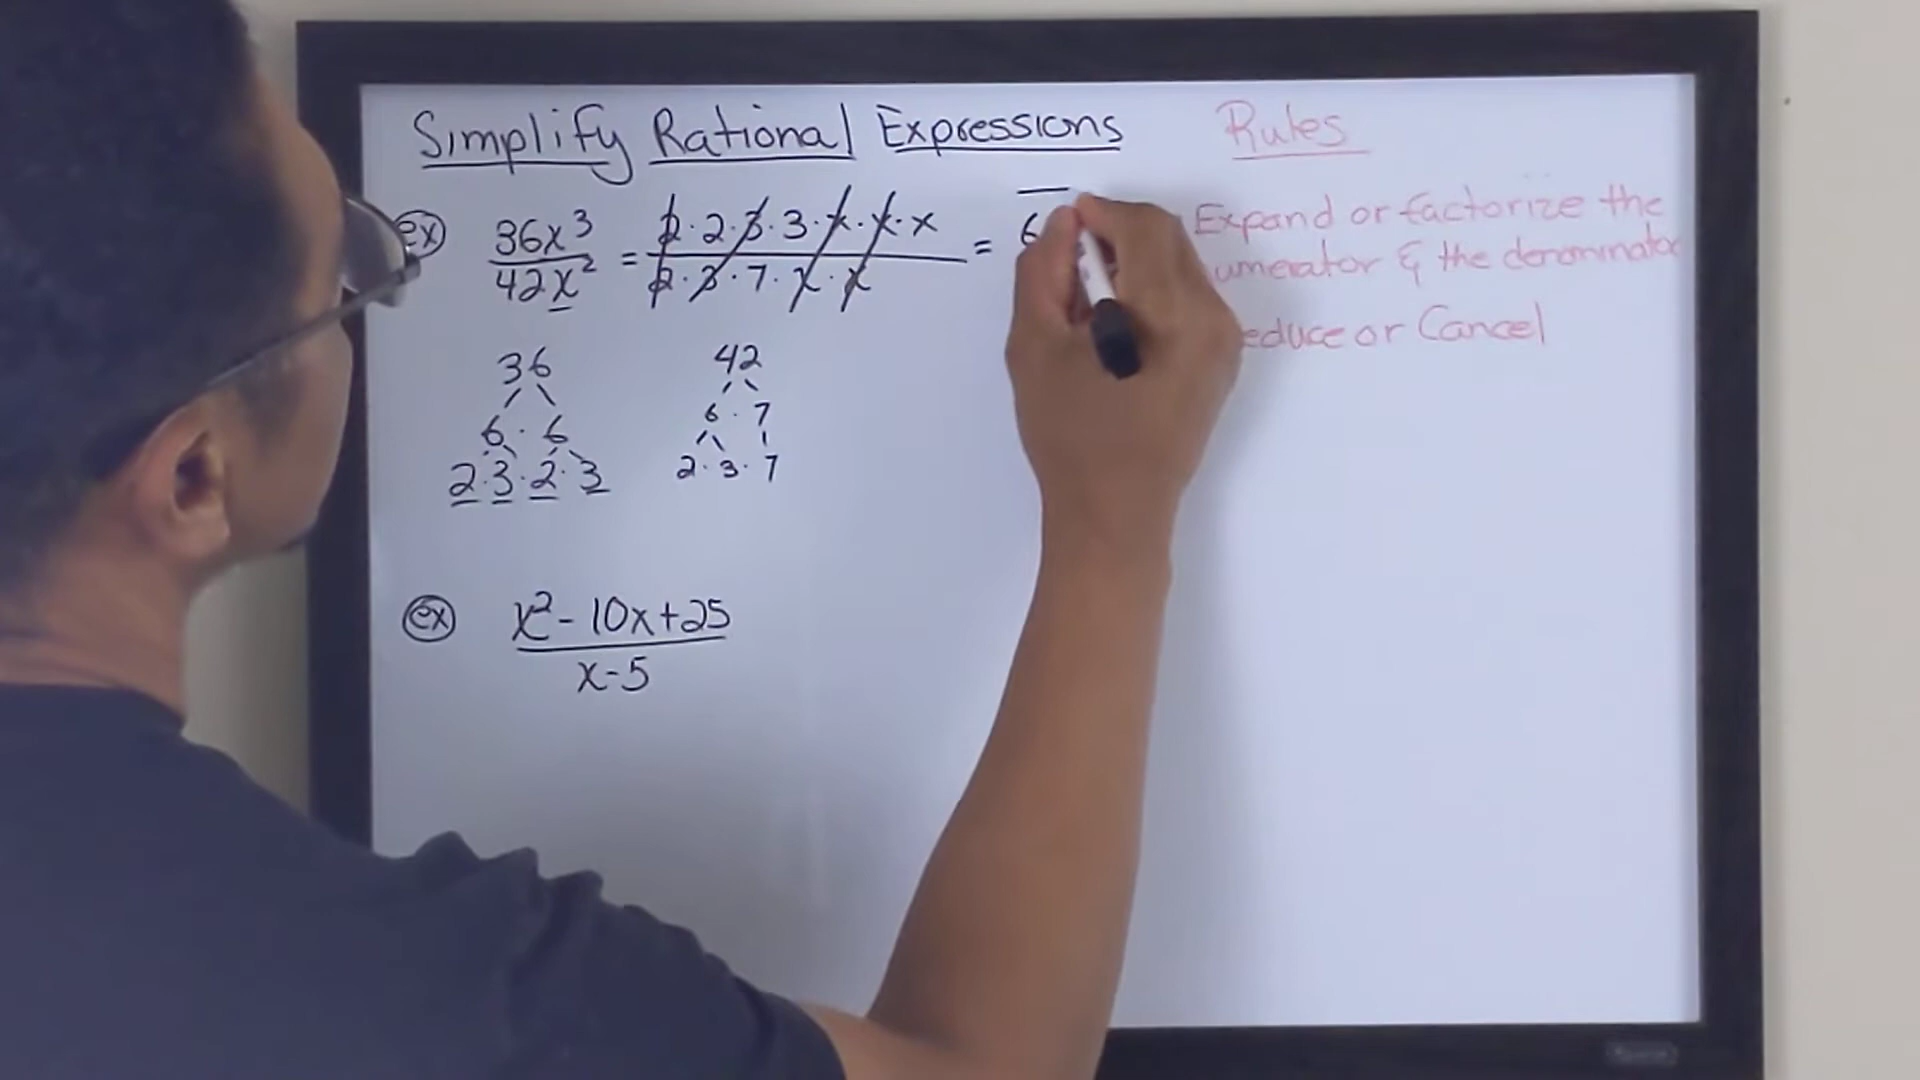 Simplify Rational Expressions
ex 36x³/42x² = 2·2·3·3·x·x·x/2·3·7·x·x = 6
36
6 · 6
2·3·2·3
42
6 · 7
2·3·7
ex x²-10x+25/x-5
Rules
Expand or factorize the
umerator & the denominator
educe or Cancel